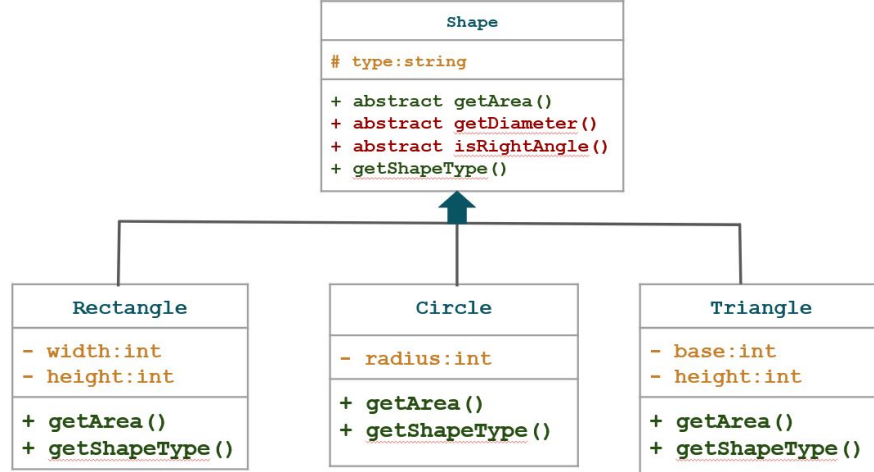 Shape
# type:string
+ abstract getArea()
+ abstract getDiameter()
+ abstract isRightAngle()
+ getShapeType()
Rectangle
- width:int
- height:int
+ getArea()
+ getShapeType()
Circle
- radius:int
+ getArea()
+ getShapeType()
Triangle
- base:int
- height:int
+ getArea()
+ getShapeType()